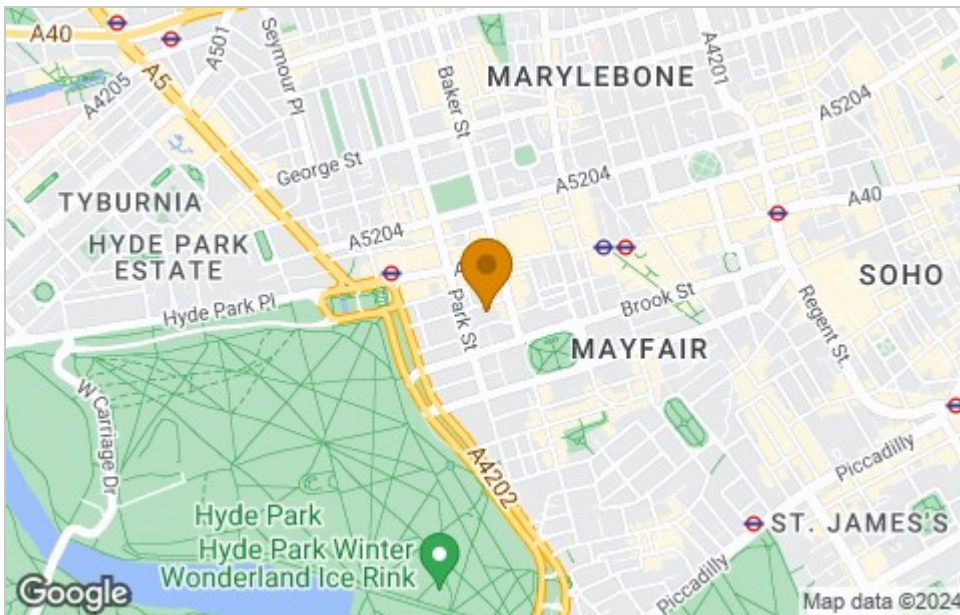 A40
A501
A4205
A5
Seymour Pl
Baker St
MARYLEBONE
A4201
A5204
George St
A5204
TYBURNIA
HYDE PARK
ESTATE
A5204
A40
Hyde Park Pl
Park St
Brook St
SOHO
MAYFAIR
Regent St.
W Carriage Dr
A4202
Piccadilly
Hyde Park
Hyde Park Winter
Wonderland Ice Rink
ST. JAMES'S
Piccadilly
Google
Map data ©2024